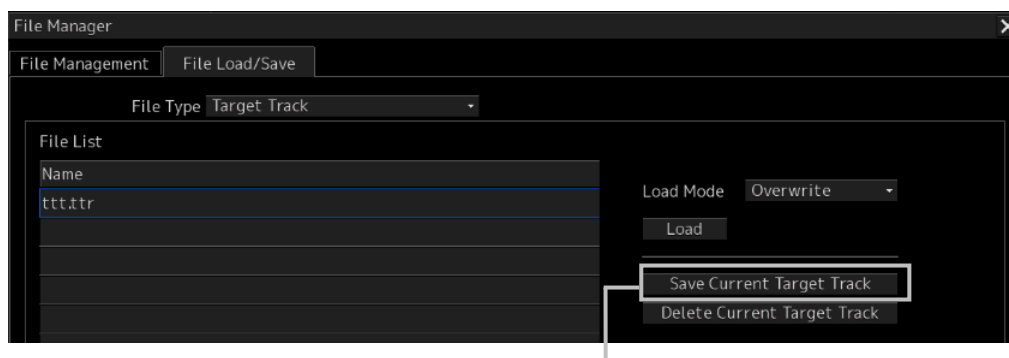 File Manager
File Management File Load/Save
File Type Target Track
File List
Name
ttt.ttr
Load Mode Overwrite
Load
Save Current Target Track
Delete Current Target Track